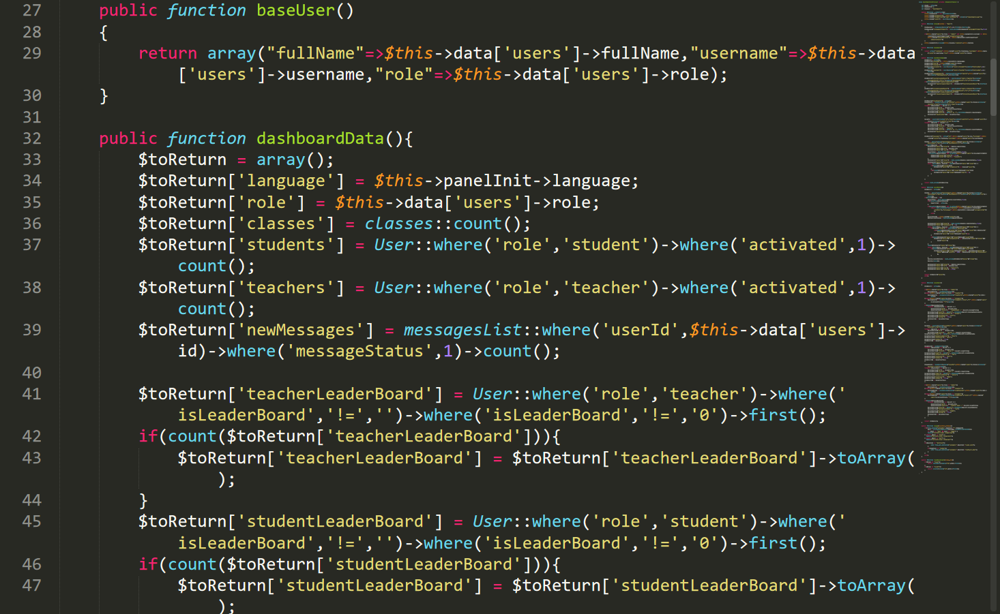 27 public function baseUser()
28 {
29 return array("fullName"=>$this->data['users']->fullName,"username"=>$this->data
['users']->username,"role"=>$this->data['users']->role);
30 }
31
32 public function dashboardData(){
33 $toReturn = array();
34 $toReturn['language'] = $this->panelInit->language;
35 $toReturn['role'] = $this->data['users']->role;
36 $toReturn['classes'] = classes::count();
37 $toReturn['students'] = User::where('role','student')->where('activated',1)->
count();
38 $toReturn['teachers'] = User::where('role','teacher')->where('activated',1)->
count();
39 $toReturn['newMessages'] = messagesList::where('userId',$this->data['users']->
id)->where('messageStatus',1)->count();
40
41 $toReturn['teacherLeaderBoard'] = User::where('role','teacher')->where('
isLeaderBoard','!=','')->where('isLeaderBoard','!=','0')->first();
42 if(count($toReturn['teacherLeaderBoard'])){
43 $toReturn['teacherLeaderBoard'] = $toReturn['teacherLeaderBoard']->toArray(
);
44 }
45 $toReturn['studentLeaderBoard'] = User::where('role','student')->where('
isLeaderBoard','!=','')->where('isLeaderBoard','!=','0')->first();
46 if(count($toReturn['studentLeaderBoard'])){
47 $toReturn['studentLeaderBoard'] = $toReturn['studentLeaderBoard']->toArray(
);